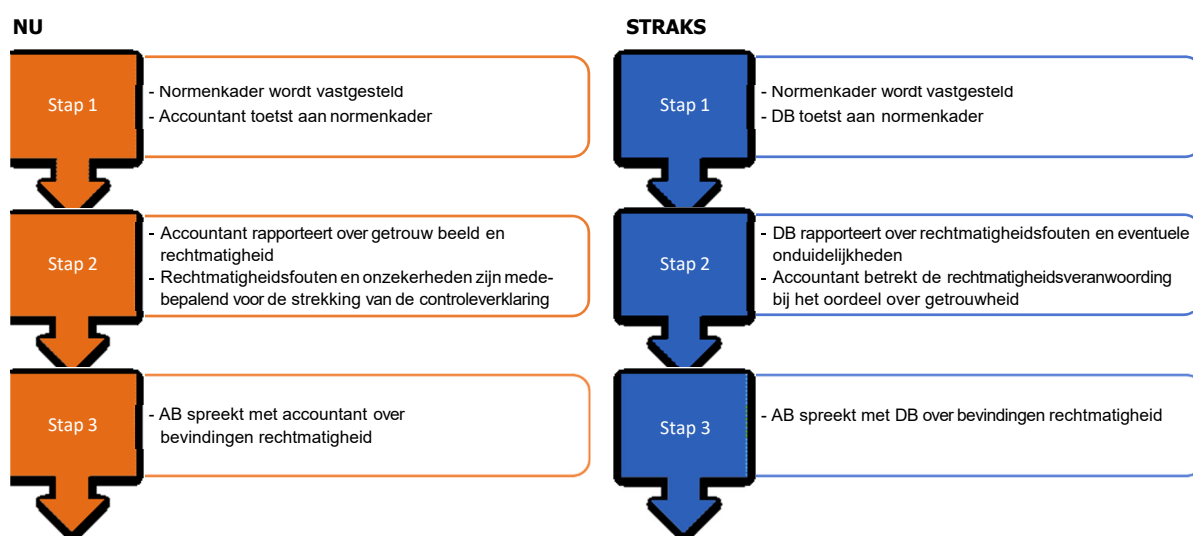 NU
Stap 1
- Normenkader wordt vastgesteld
- Accountant toetst aan normenkader
Stap 2
- Accountant rapporteert over getrouw beeld en
rechtmatigheid
- Rechtmatigheidsfouten en onzekerheden zijn mede-
bepalend voor de strekking van de controleverklaring
Stap 3
- AB spreekt met accountant over
bevindingen rechtmatigheid
STRAKS
Stap 1
- Normenkader wordt vastgesteld
- DB toetst aan normenkader
Stap 2
- DB rapporteert over rechtmatigheidsfouten en eventuele
onduidelijkheden
- Accountant betrekt de rechtmatigheidsveranwoording
bij het oordeel over getrouwheid
Stap 3
- AB spreekt met DB over bevindingen rechtmatigheid